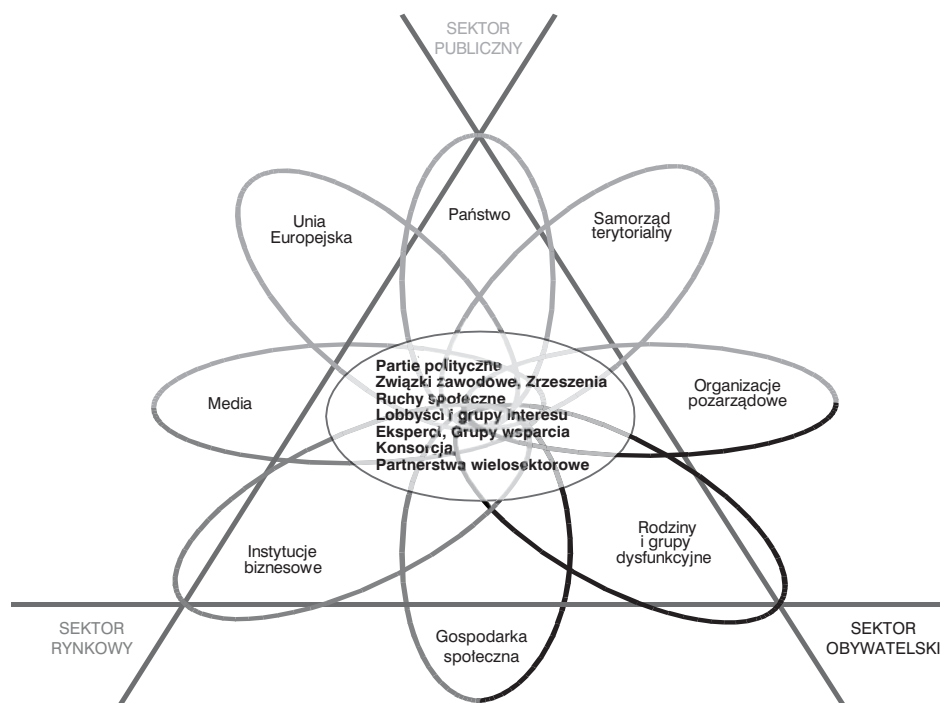 SEKTOR
PUBLICZNY
Państwo
Unia
Europejska
Samorząd
terytorialny
Partie polityczne
Związki zawodowe, Zrzeszenia
Ruchy społeczne
Lobbyści i grupy interesu
Eksperci, Grupy wsparcia
Konsorcja
Partnerstwa wielosektorowe
Media
Organizacje
pozarządowe
Instytucje
biznesowe
Rodziny
i grupy
dysfunkcyjne
Gospodarka
społeczna
SEKTOR
RYNKOWY
SEKTOR
OBYWATELSKI